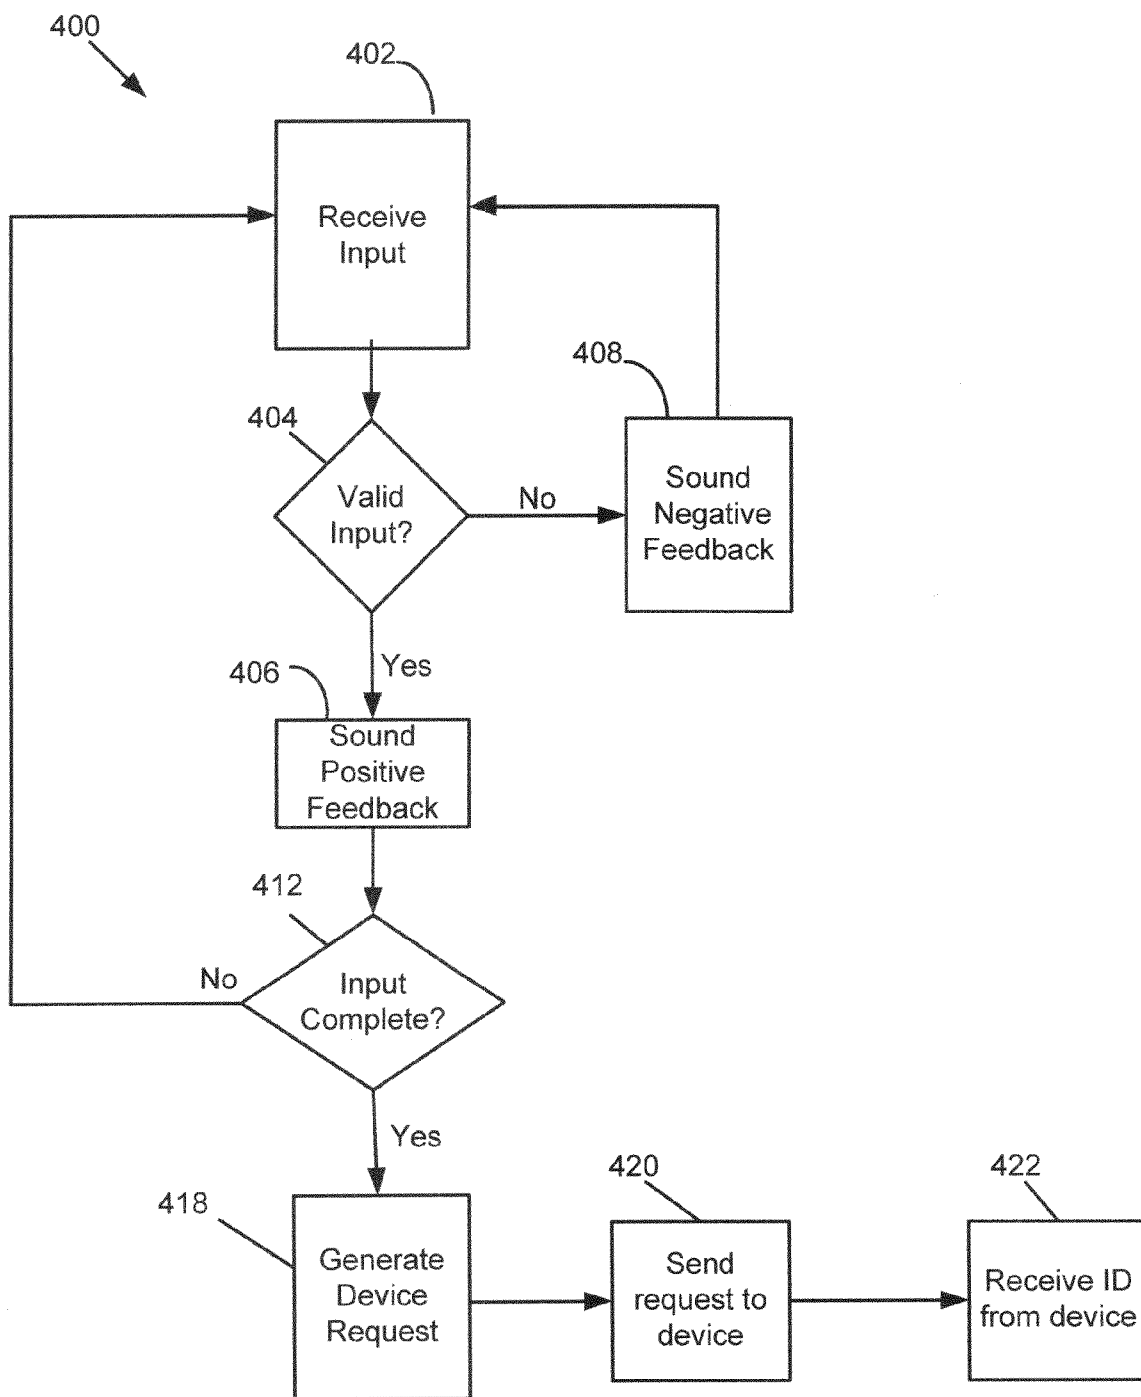 400
402
Receive
Input
408
404
Valid
Input?
No
Sound
Negative
Feedback
Yes
406
Sound
Positive
Feedback
412
No
Input
Complete?
Yes
418
Generate
Device
Request
420
Send
request to
device
422
Receive ID
from device